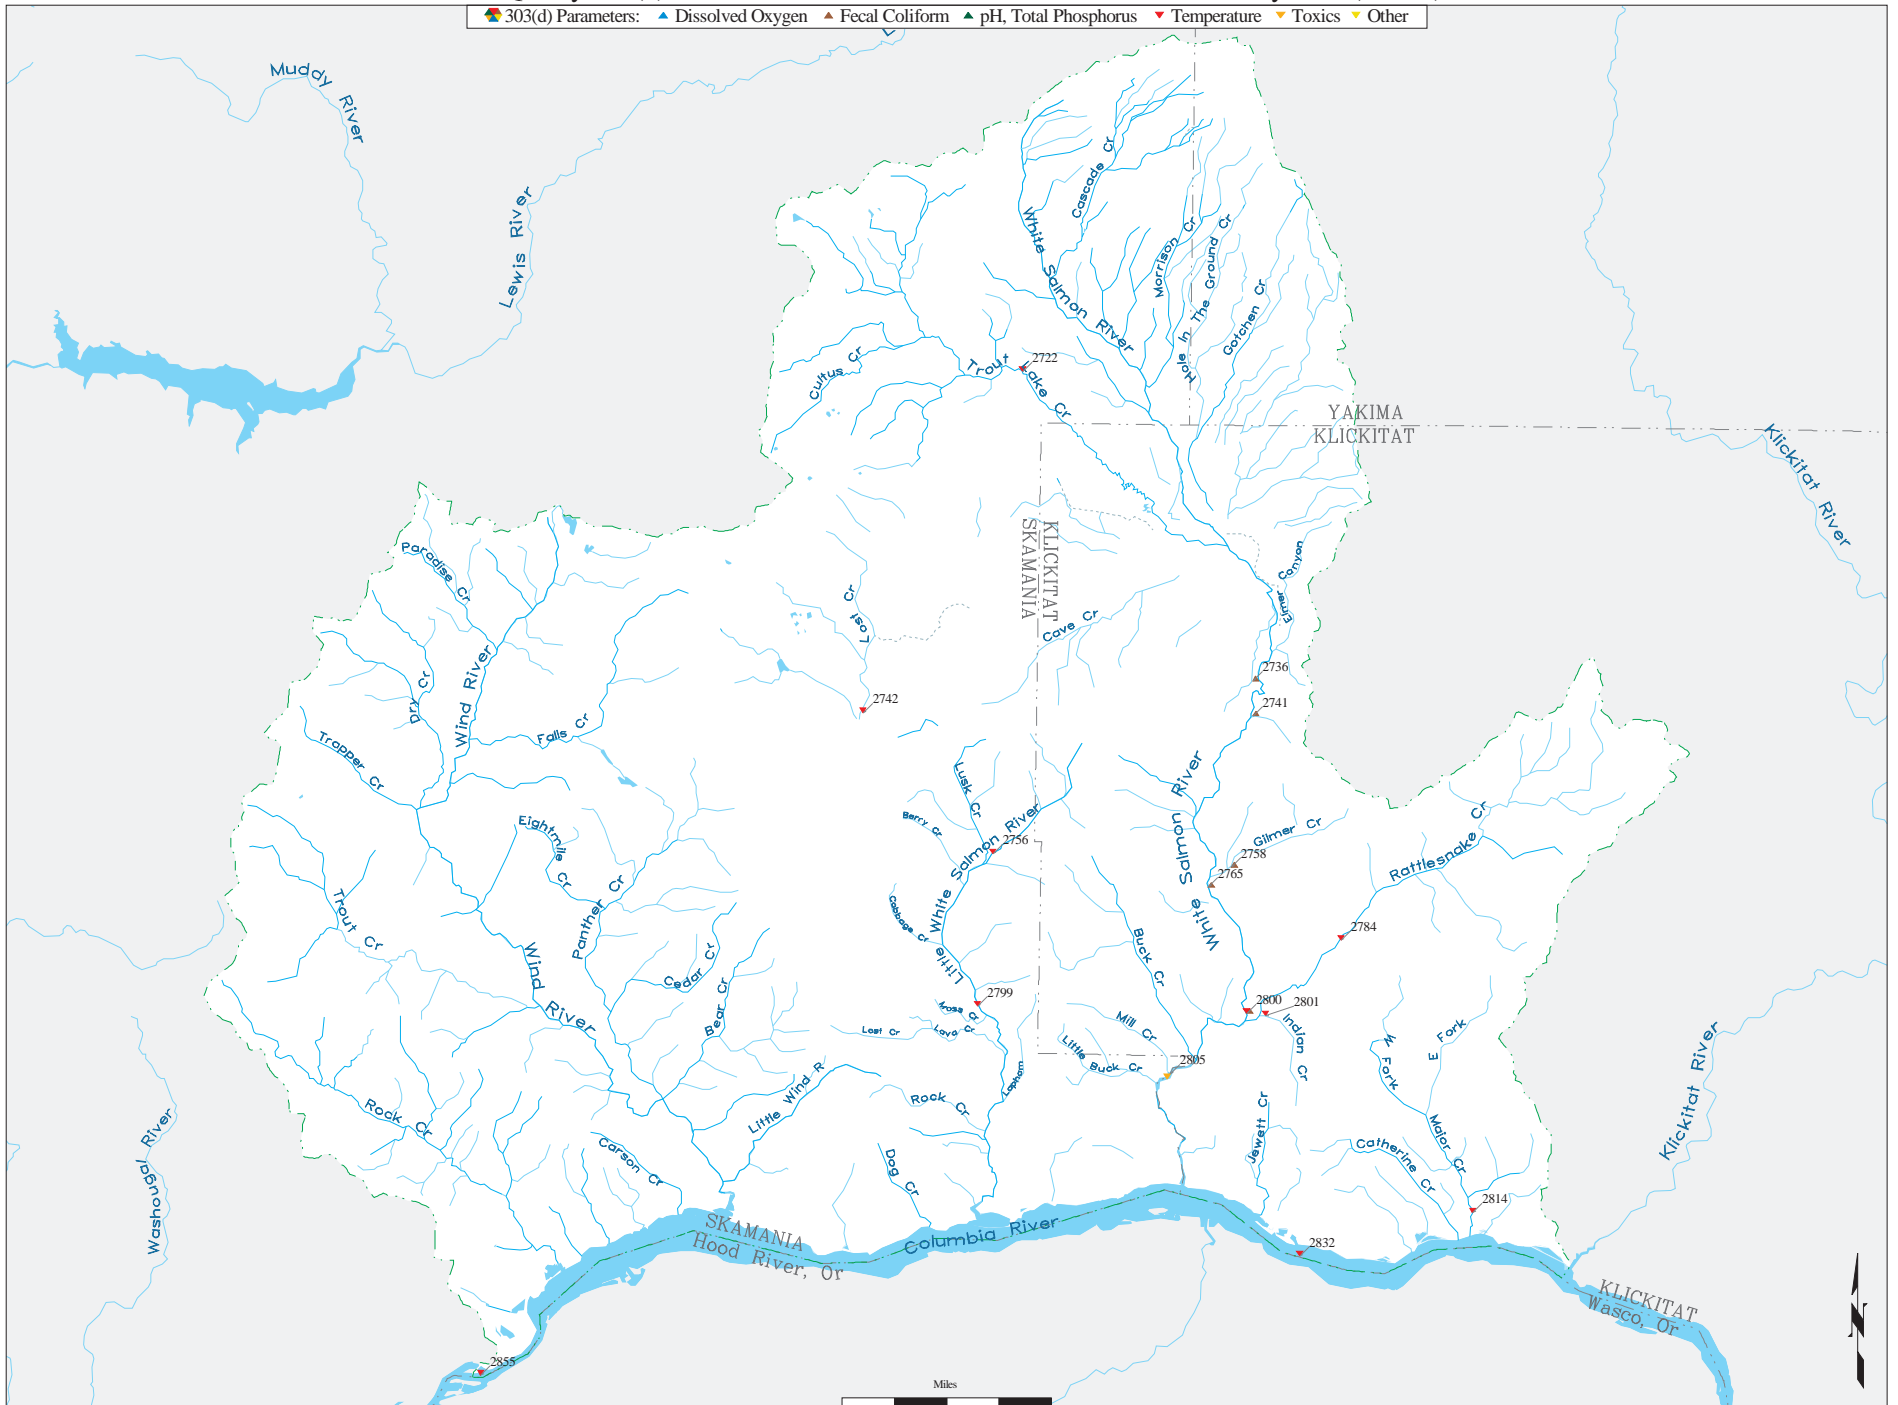 303(d) Parameters: Dissolved Oxygen Fecal Coliform pH, Total Phosphorus Temperature Toxics Other
Muddy River
Lewis River
Cascade Cr
White Salmon River
Morrison Cr
Hole In The Ground Cr
Gotchen Cr
Cultus Cr
Trout Lake Cr
2722
YAKIMA
KLICKITAT
Klickitat River
KLICKITAT
SKAMANIA
Paradise Cr
Elmer Canyon
Lost Cr
Cave Cr
Wind River
Dry Cr
2736
2741
2742
Falls Cr
Trapper Cr
Lusk Cr
White Salmon River
Berry Cr
Little White Salmon River
2756
Eightmile Cr
Gilmer Cr
2758
2765
Rattlesnake Cr
Panther Cr
Trout Cr
Cabbage Cr
Buck Cr
2784
Wind River
Cedar Cr
Bear Cr
2799
Moss Cr
Lost Cr
Lava Cr
2800
2801
Indian Cr
Mill Cr
Little Buck Cr
2805
W Fork
E Fork
Klickitat River
Lapham
Little Wind R
Rock Cr
Rock Cr
Jewett Cr
Major Cr
Catherine Cr
Carson Cr
Dog Cr
Washougal River
2814
SKAMANIA
Hood River, Or
Columbia River
2832
KLICKITAT
Wasco, Or
N
2855
Miles